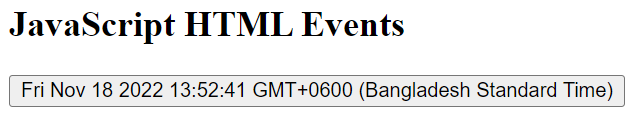 JavaScript HTML Events
Fri Nov 18 2022 13:52:41 GMT+0600 (Bangladesh Standard Time)